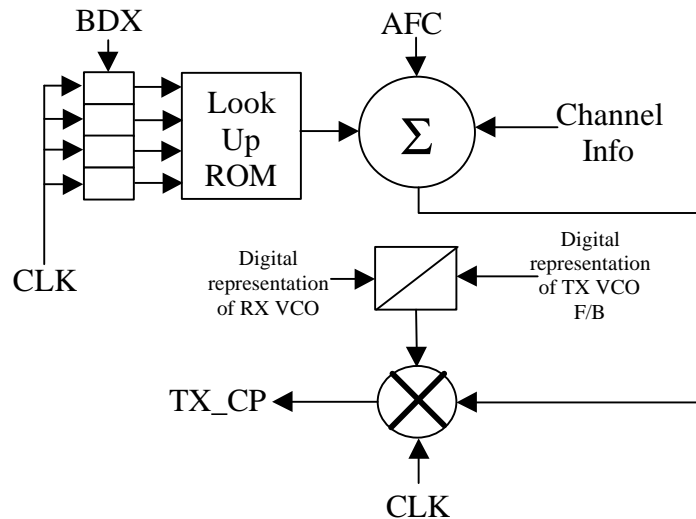 BDX
AFC
Look
Up
ROM
Σ
Channel
Info
CLK
Digital
representation
of RX VCO
Digital
representation
of TX VCO
F/B
TX_CP
CLK